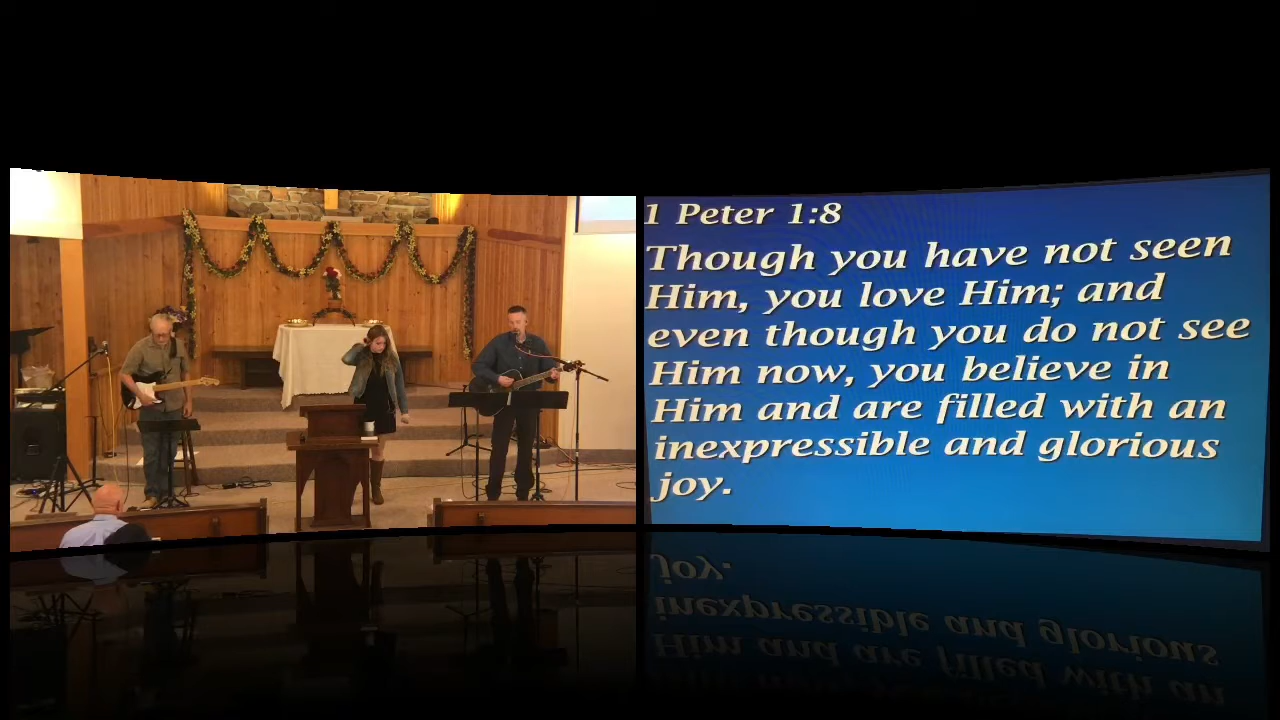 1 Peter 1:8
Though you have not seen
Him, you love Him; and
even though you do not see
Him now, you believe in
Him and are filled with an
inexpressible and glorious
joy.